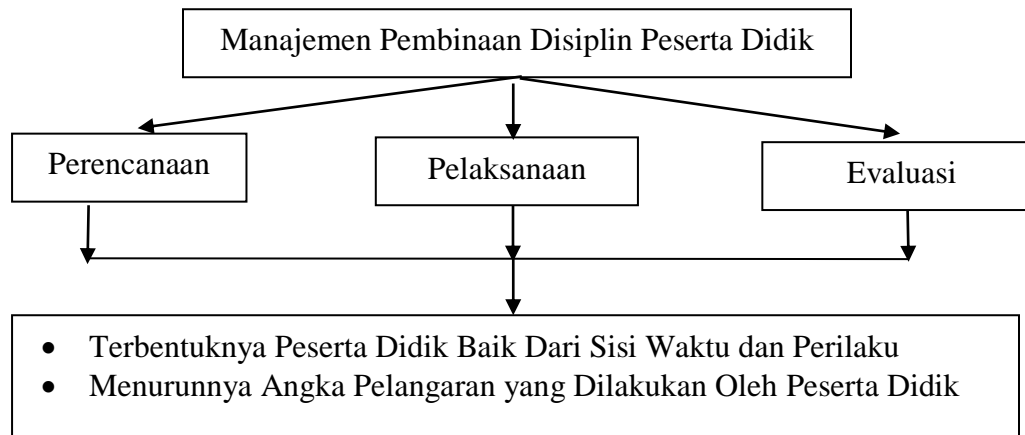 Manajemen Pembinaan Disiplin Peserta Didik
Perencanaan
Pelaksanaan
Evaluasi
• Terbentuknya Peserta Didik Baik Dari Sisi Waktu dan Perilaku
• Menurunnya Angka Pelangaran yang Dilakukan Oleh Peserta Didik